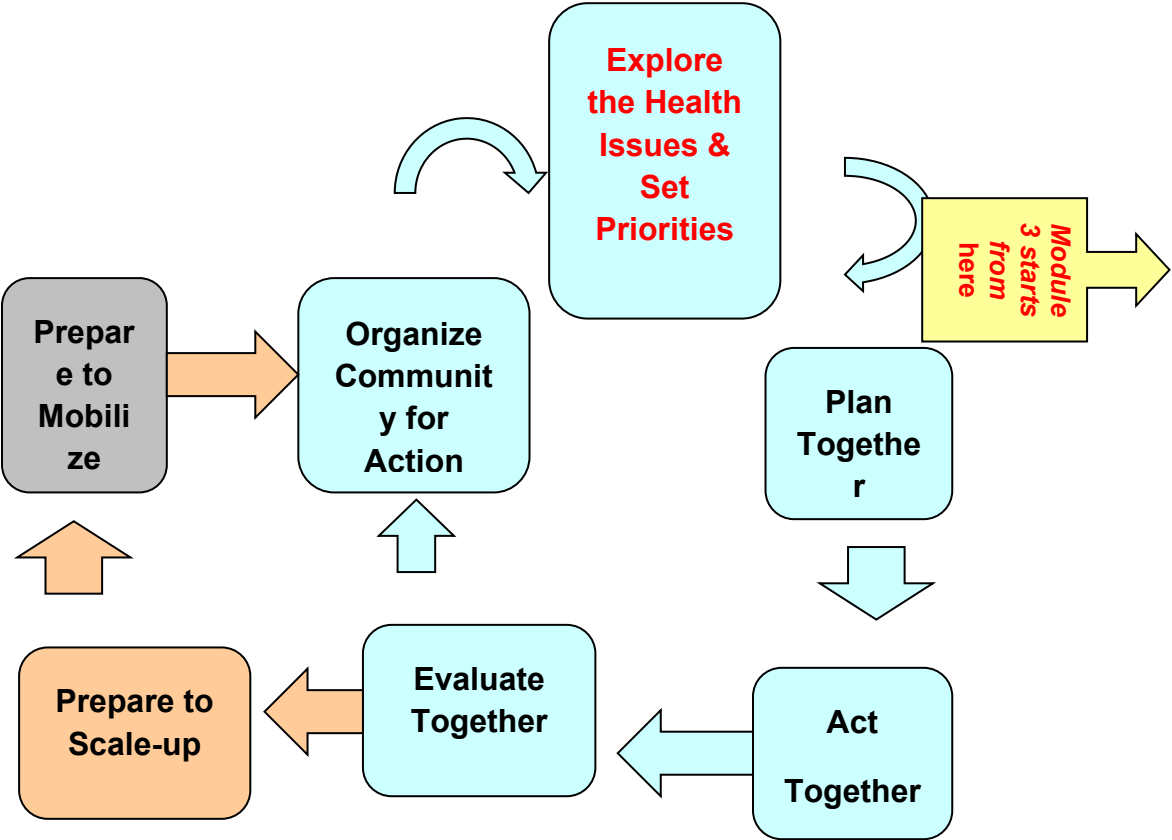 Explore
the Health
Issues &
Set
Priorities
Module
3 starts
from
here
Prepar
e to
Mobili
ze
Organize
Communit
y for
Action
Plan
Togethe
r
Prepare to
Scale-up
Evaluate
Together
Act
Together